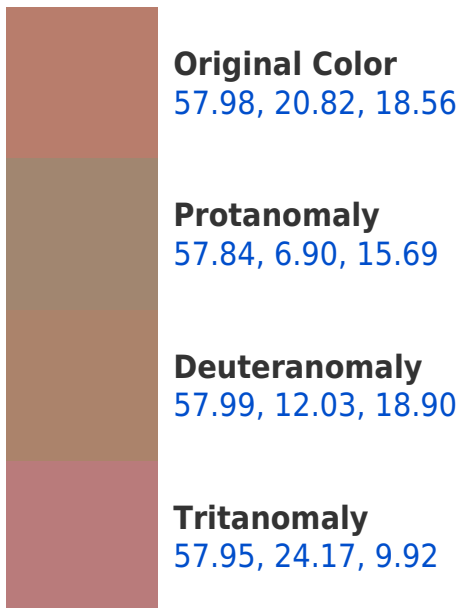 Original Color
57.98, 20.82, 18.56
Protanomaly
57.84, 6.90, 15.69
Deuteranomaly
57.99, 12.03, 18.90
Tritanomaly
57.95, 24.17, 9.92